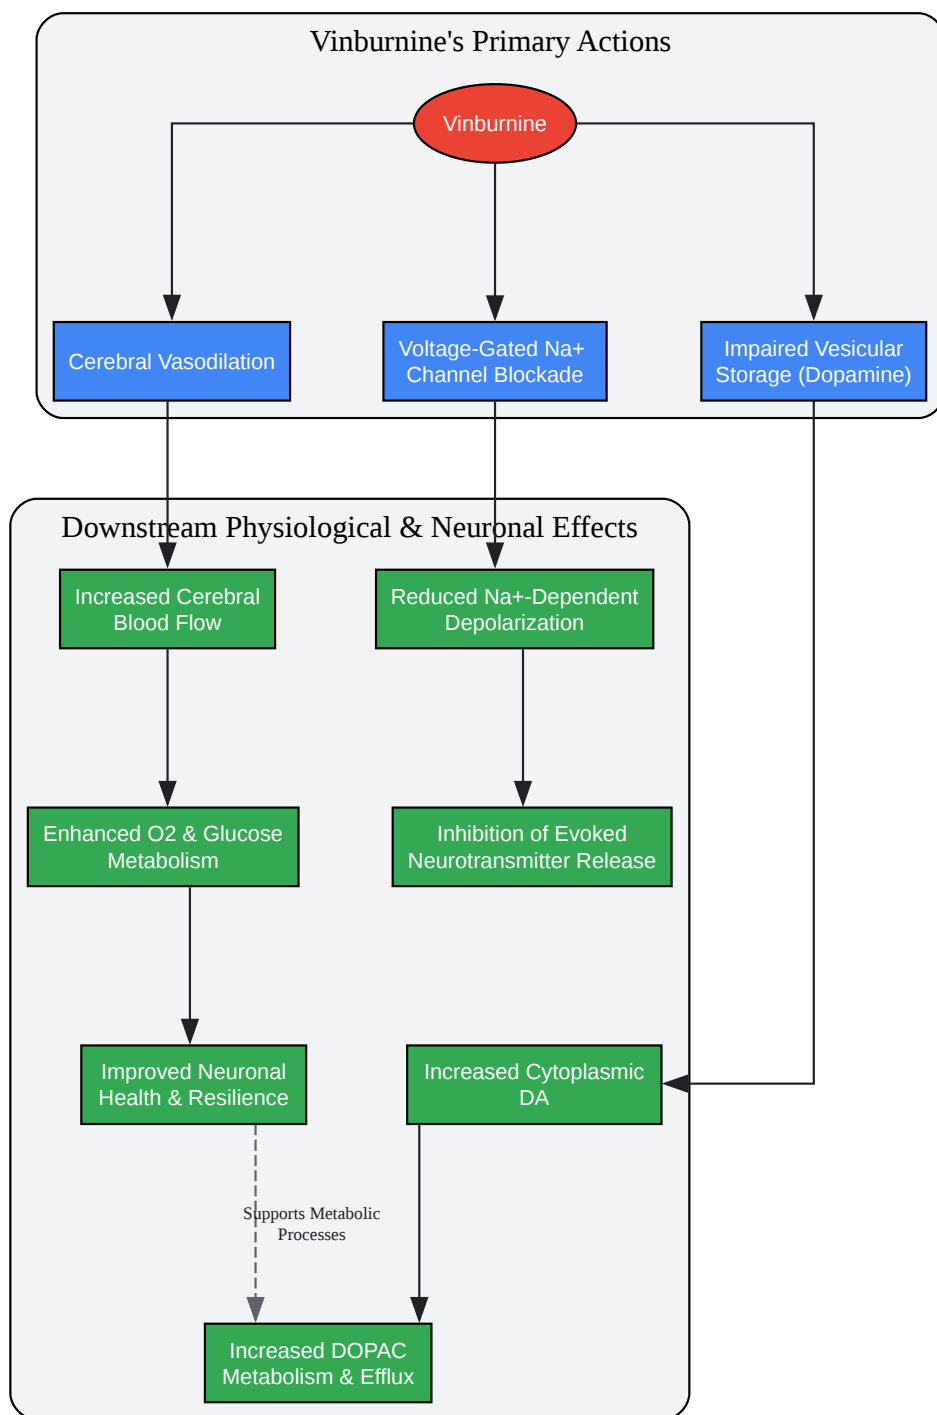 Vinburnine's Primary Actions
Vinburnine
Cerebral Vasodilation
Voltage-Gated Na+
Channel Blockade
Impaired Vesicular
Storage (Dopamine)
Downstream Physiological & Neuronal Effects
Increased Cerebral
Blood Flow
Reduced Na+-Dependent
Depolarization
Enhanced O2 & Glucose
Metabolism
Inhibition of Evoked
Neurotransmitter Release
Improved Neuronal
Health & Resilience
Increased Cytoplasmic
DA
Supports Metabolic
Processes
Increased DOPAC
Metabolism & Efflux